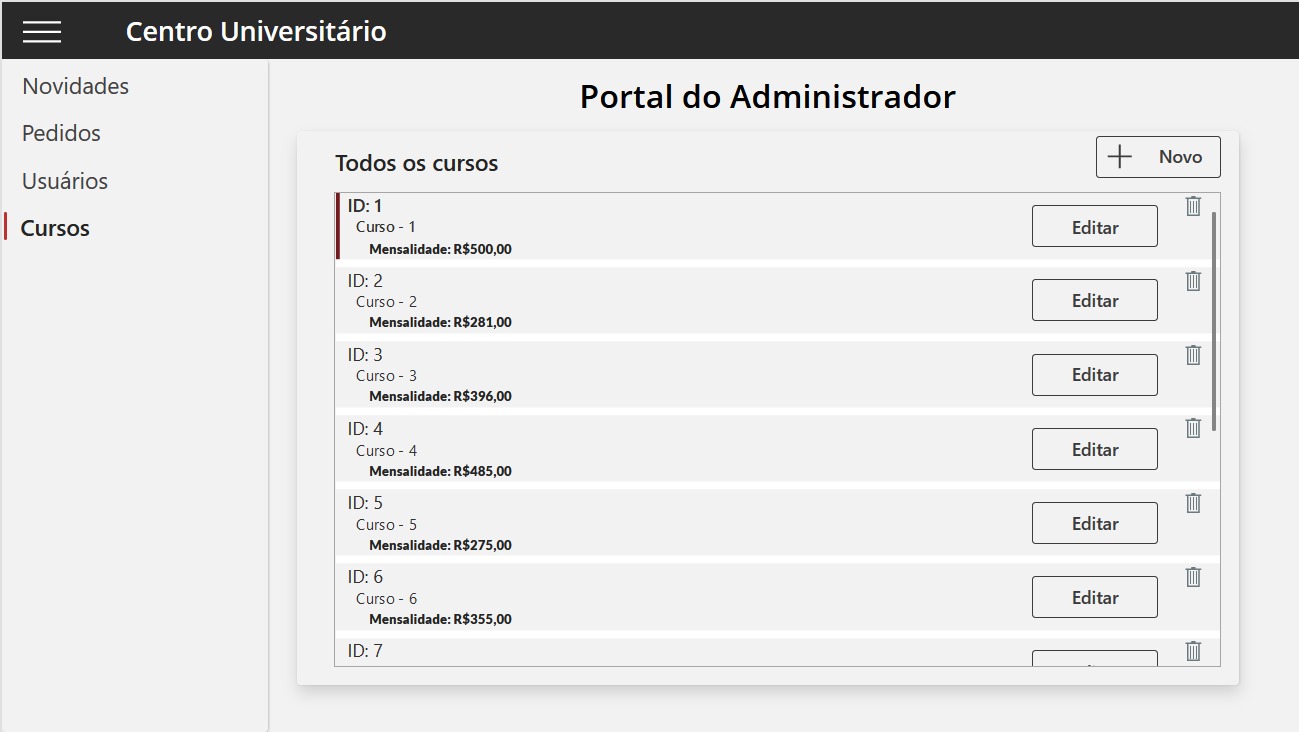 Centro Universitário
Novidades
Pedidos
Usuários
Cursos
Portal do Administrador
Todos os cursos
Novo
ID: 1
Curso - 1
Mensalidade: R$500,00
Editar
ID: 2
Curso - 2
Mensalidade: R$281,00
Editar
ID: 3
Curso - 3
Mensalidade: R$396,00
Editar
ID: 4
Curso - 4
Mensalidade: R$485,00
Editar
ID: 5
Curso - 5
Mensalidade: R$275,00
Editar
ID: 6
Curso - 6
Mensalidade: R$355,00
Editar
ID: 7